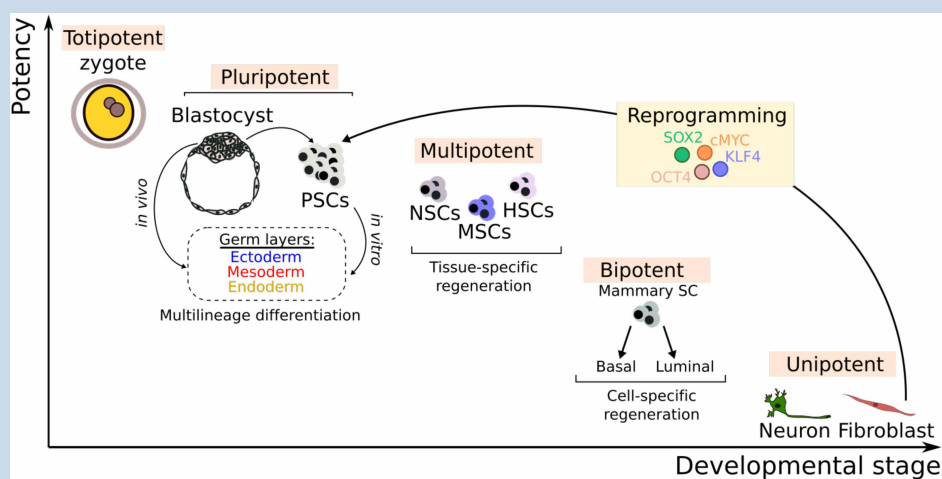 Potency
Totipotent
zygote
Pluripotent
Blastocyst
PSCs
in vivo
in vitro
Germ layers:
Ectoderm
Mesoderm
Endoderm
Multilineage differentiation
Multipotent
NSCs
HSCs
MSCs
Tissue-specific
regeneration
Reprogramming
SOX2
cMYC
KLF4
OCT4
Bipotent
Mammary SC
Basal
Luminal
Cell-specific
regeneration
Unipotent
Neuron
Fibroblast
Developmental stage